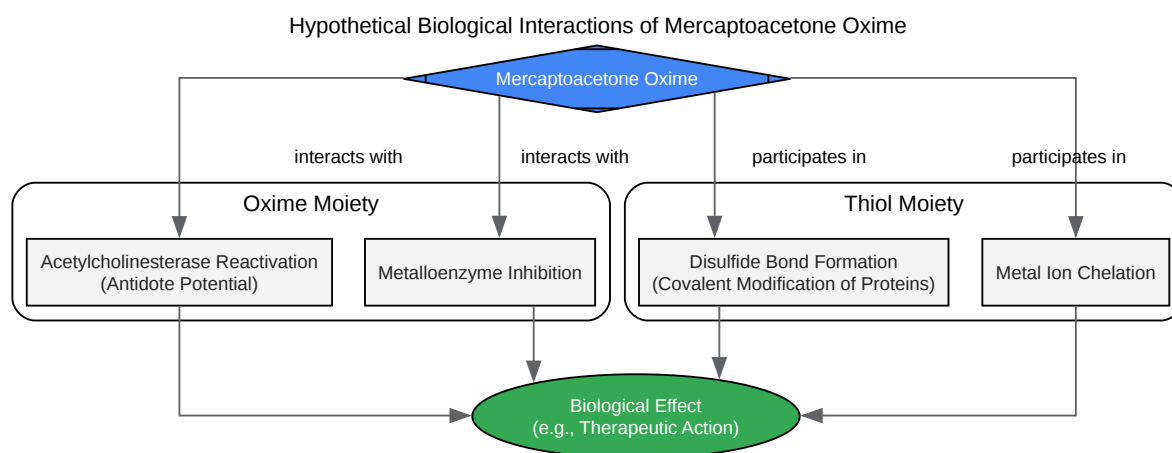 Hypothetical Biological Interactions of Mercaptoacetone Oxime
Mercaptoacetone Oxime
interacts with
interacts with
participates in
participates in
Oxime Moiety
Thiol Moiety
Acetylcholinesterase Reactivation
(Antidote Potential)
Metalloenzyme Inhibition
Disulfide Bond Formation
(Covalent Modification of Proteins)
Metal Ion Chelation
Biological Effect
(e.g., Therapeutic Action)